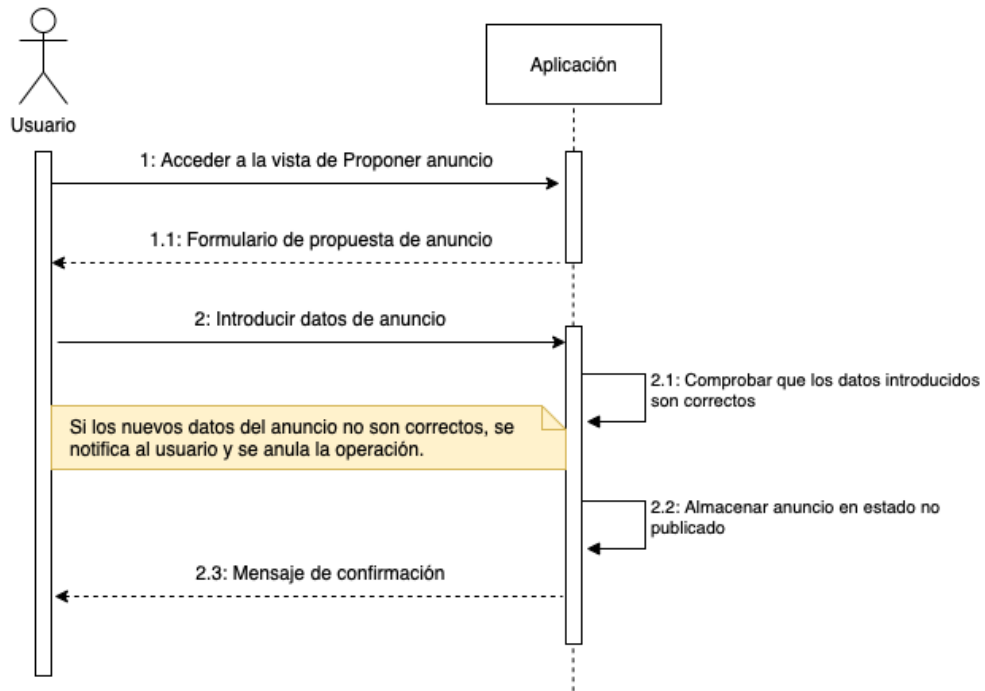 Usuario
Aplicación
1: Acceder a la vista de Proponer anuncio
1.1: Formulario de propuesta de anuncio
2: Introducir datos de anuncio
2.1: Comprobar que los datos introducidos
son correctos
Si los nuevos datos del anuncio no son correctos, se
notifica al usuario y se anula la operación.
2.2: Almacenar anuncio en estado no
publicado
2.3: Mensaje de confirmación